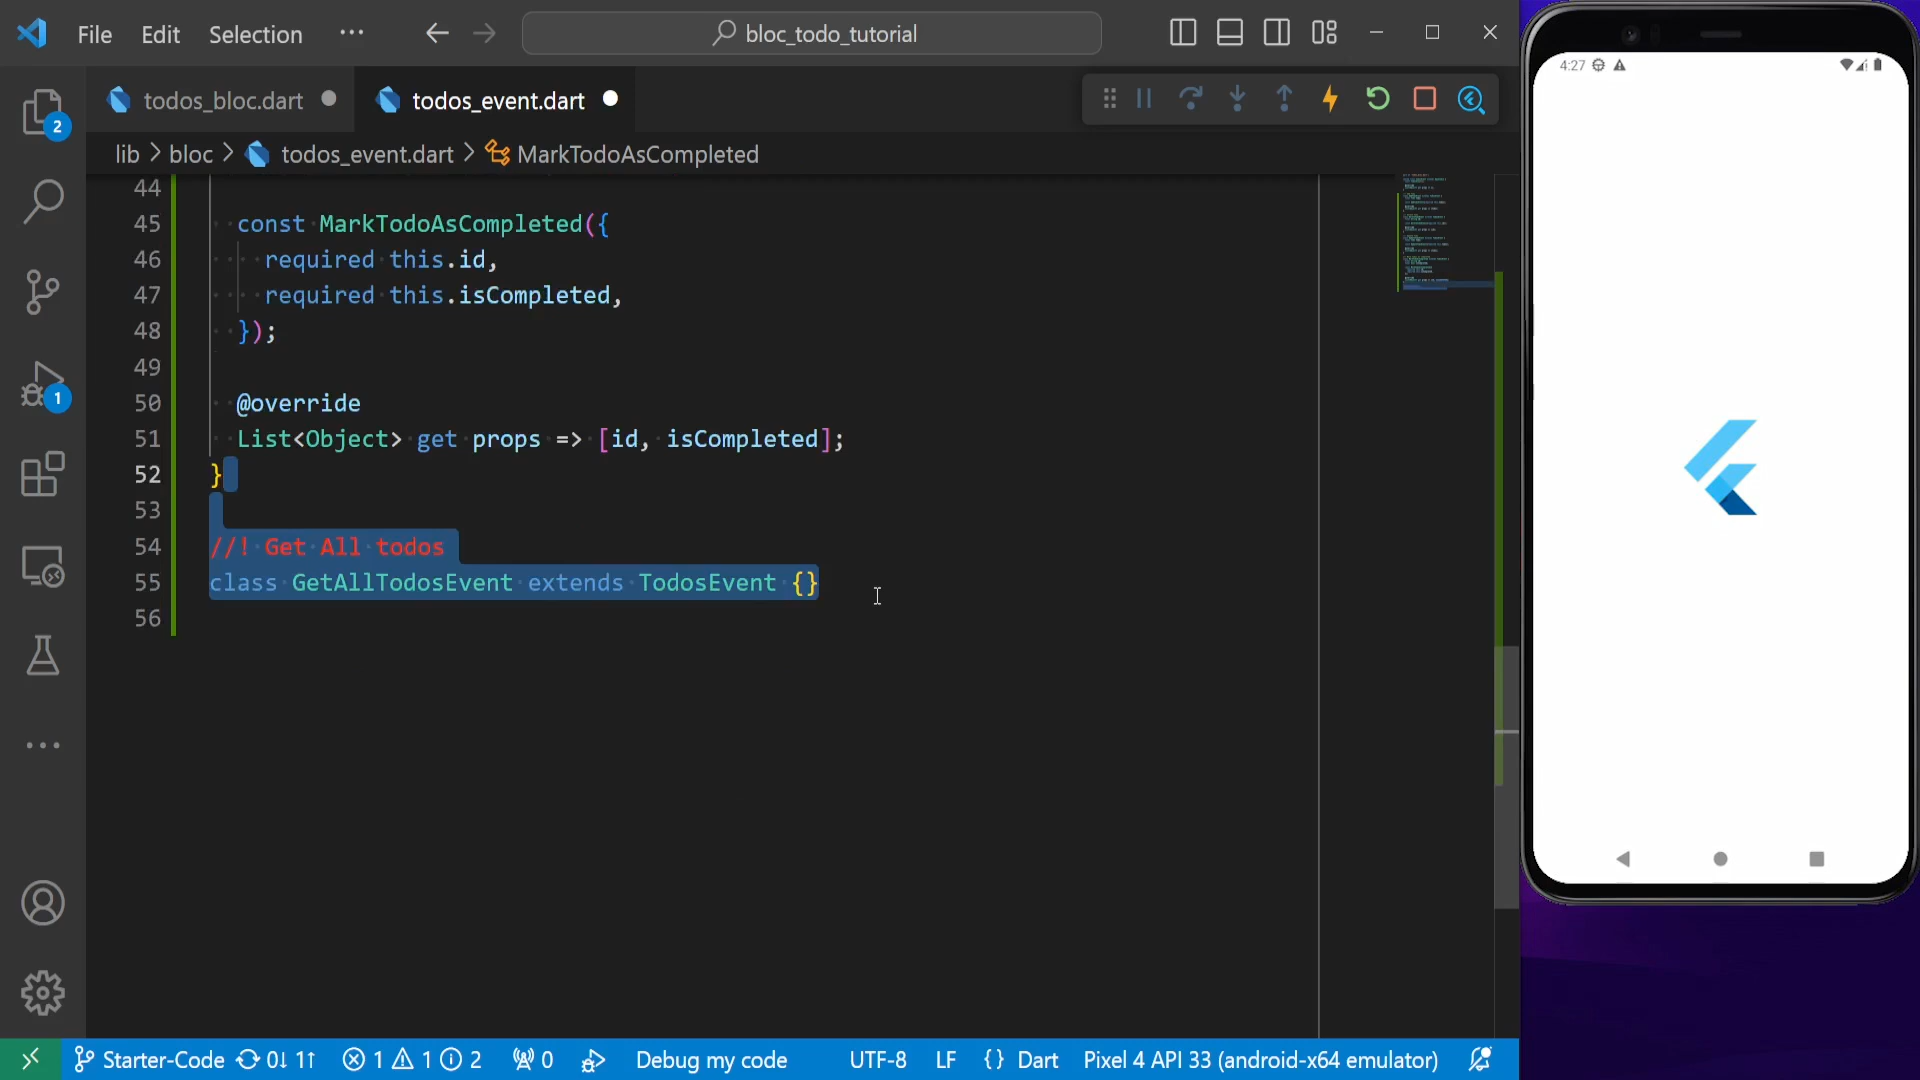 File Edit Selection ··· bloc_todo_tutorial
todos_bloc.dart todos_event.dart
lib > bloc > todos_event.dart > MarkTodoAsCompleted
4:27
44
45 const MarkTodoAsCompleted({
46 required this.id,
47 required this.isCompleted,
48 });
49
50 @override
51 List<Object> get props => [id, isCompleted];
52 }
53
54 //! Get All todos
55 class GetAllTodosEvent extends TodosEvent {}
56
2
1
Starter-Code 0↓ 1↑ 1 1 2 0 Debug my code UTF-8 LF {} Dart Pixel 4 API 33 (android-x64 emulator)